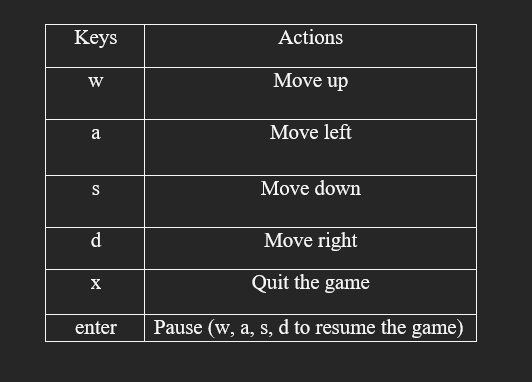 Keys Actions
w Move up
a Move left
s Move down
d Move right
x Quit the game
enter Pause (w, a, s, d to resume the game)